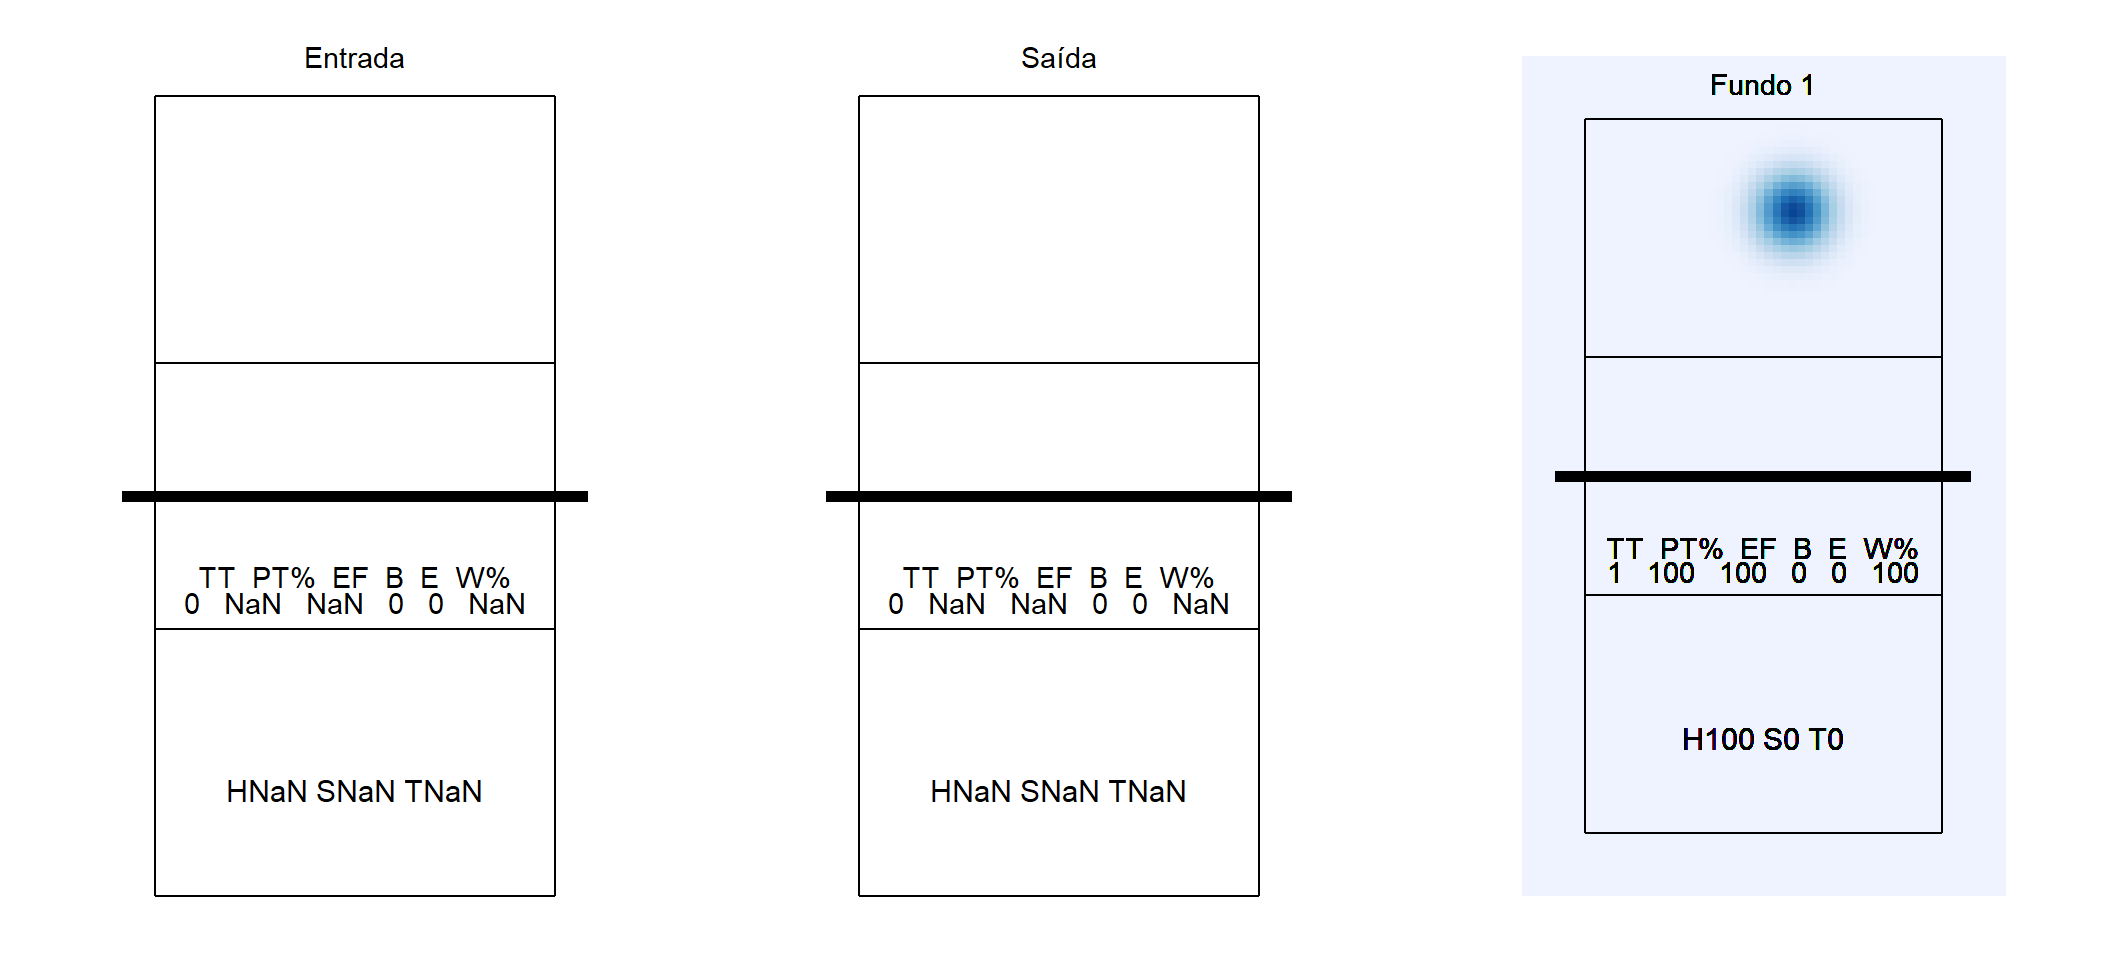 Entrada
TT PT% EF B E W%
0 NaN NaN 0 0 NaN
HNaN SNaN TNaN
Saída
TT PT% EF B E W%
0 NaN NaN 0 0 NaN
HNaN SNaN TNaN
Fundo 1
TT PT% EF B E W%
1 100 100 0 0 100
H100 S0 T0